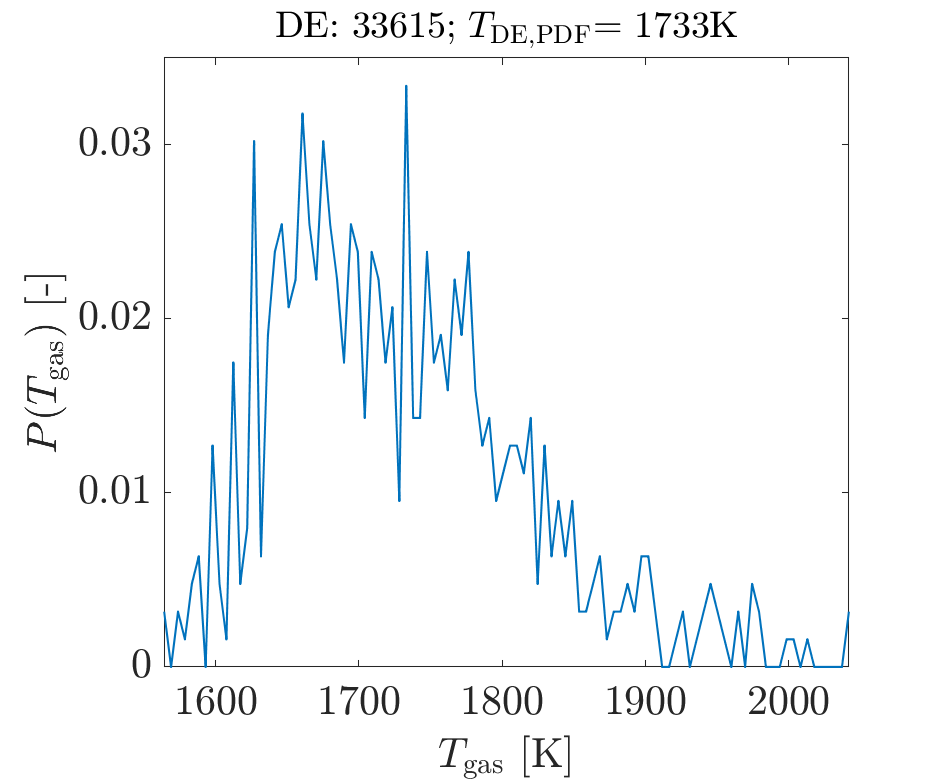 DE: 33615; T_DE,PDF= 1733K
0.03
0.02
0.01
0
P(T_gas) [-]
1600 1700 1800 1900 2000
T_gas [K]